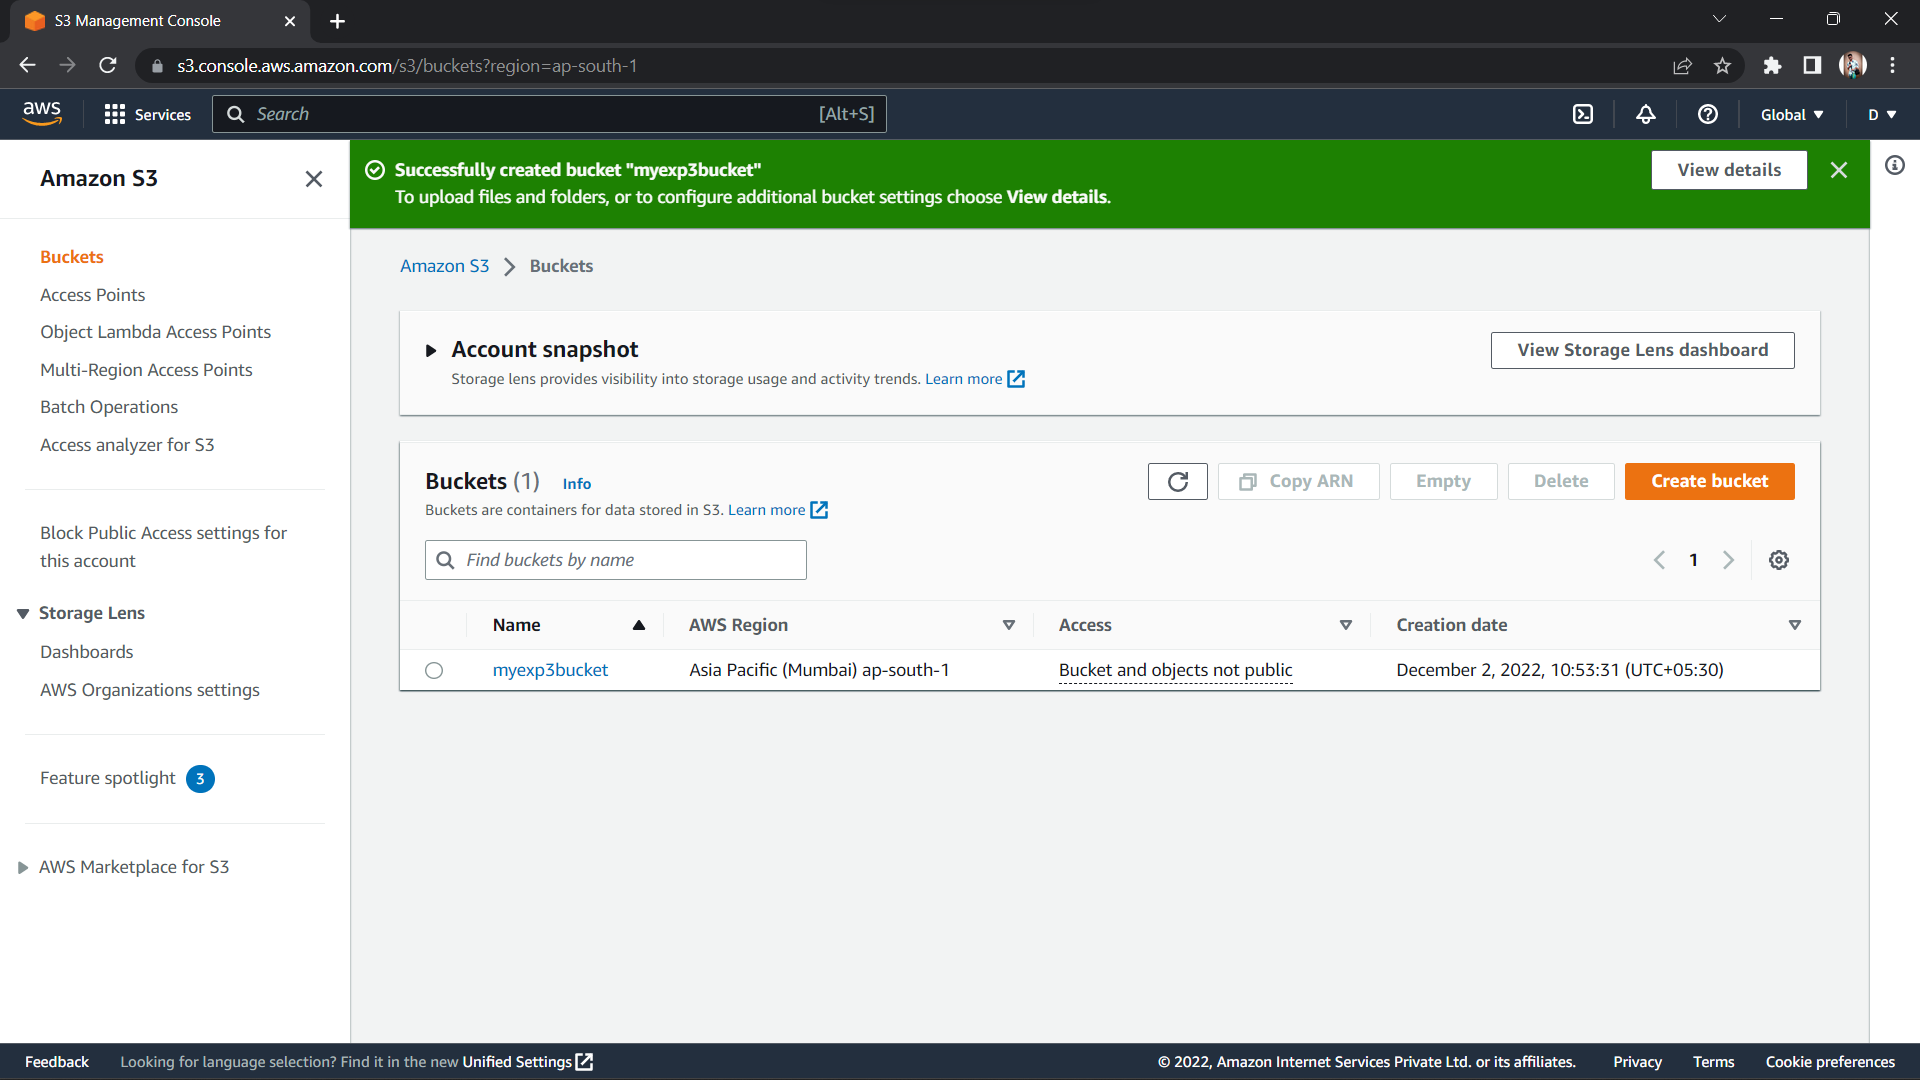 S3 Management Console
s3.console.aws.amazon.com/s3/buckets?region=ap-south-1
aws
Services
Search
[Alt+S]
Global
D
Amazon S3
Successfully created bucket "myexp3bucket"
To upload files and folders, or to configure additional bucket settings choose View details.
View details
Buckets
Access Points
Object Lambda Access Points
Multi-Region Access Points
Batch Operations
Access analyzer for S3
Block Public Access settings for
this account
Storage Lens
Dashboards
AWS Organizations settings
Feature spotlight 3
AWS Marketplace for S3
Amazon S3 Buckets
Account snapshot
Storage lens provides visibility into storage usage and activity trends. Learn more
View Storage Lens dashboard
Buckets (1) Info
Buckets are containers for data stored in S3. Learn more
Copy ARN
Empty
Delete
Create bucket
Find buckets by name
1
Name AWS Region Access Creation date
myexp3bucket Asia Pacific (Mumbai) ap-south-1 Bucket and objects not public December 2, 2022, 10:53:31 (UTC+05:30)
Feedback Looking for language selection? Find it in the new Unified Settings © 2022, Amazon Internet Services Private Ltd. or its affiliates. Privacy Terms Cookie preferences